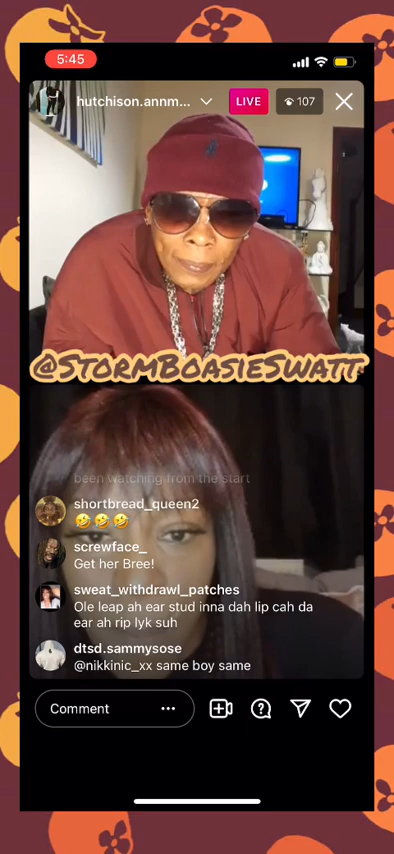 5:45
hutchison.annm...
LIVE
107
@StormBoasieSwatt
been watching from the start
shortbread_queen2
🤣🤣🤣
screwface_
Get her Bree!
sweat_withdrawl_patches
Ole leap ah ear stud inna dah lip cah da
ear ah rip lyk suh
dtsd.sammysose
@nikkinic_xx same boy same
Comment